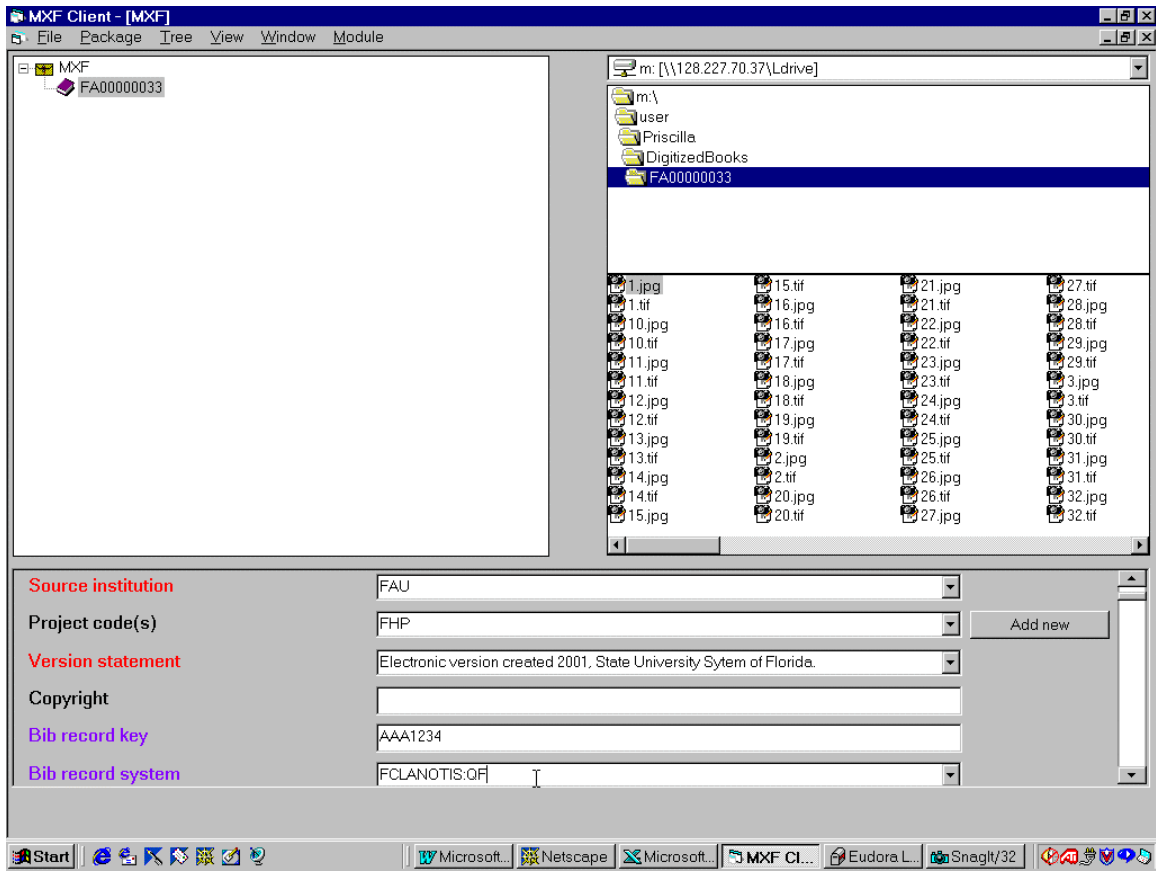 MXF Client - [MXF]
File Package Tree View Window Module
MXF
FA00000033
m: [\\128.227.70.37\Ldrive]
m:\
user
Priscilla
DigitizedBooks
FA00000033
1.jpg 15.tif 21.jpg 27.tif
1.tif 16.jpg 21.tif 28.jpg
10.jpg 16.tif 22.jpg 28.tif
10.tif 17.jpg 22.tif 29.jpg
11.jpg 17.tif 23.jpg 29.tif
11.tif 18.jpg 23.tif 3.jpg
12.jpg 18.tif 24.jpg 3.tif
12.tif 19.jpg 24.tif 30.jpg
13.jpg 19.tif 25.jpg 30.tif
13.tif 2.jpg 25.tif 31.jpg
14.jpg 2.tif 26.jpg 31.tif
14.tif 20.jpg 26.tif 32.jpg
15.jpg 20.tif 27.jpg 32.tif
Source institution FAU
Project code(s) FHP Add new
Version statement Electronic version created 2001, State University Sytem of Florida.
Copyright
Bib record key AAA1234
Bib record system FCLANOTIS:QF
Start Microsoft... Netscape Microsoft... MXF Cl... Eudora L... SnagIt/32